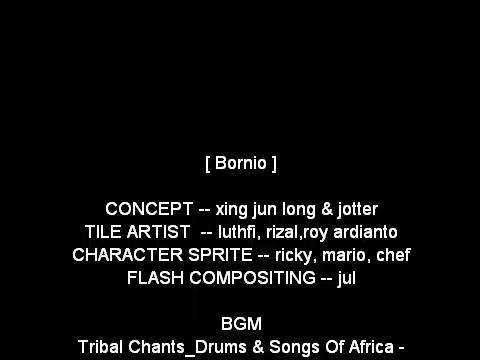 [ Bornio ]
CONCEPT -- xing jun long & jotter
TILE ARTIST  -- luthfi, rizal,roy ardianto
CHARACTER SPRITE -- ricky, mario, chef
FLASH COMPOSITING -- jul
BGM
Tribal Chants_Drums & Songs Of Africa -